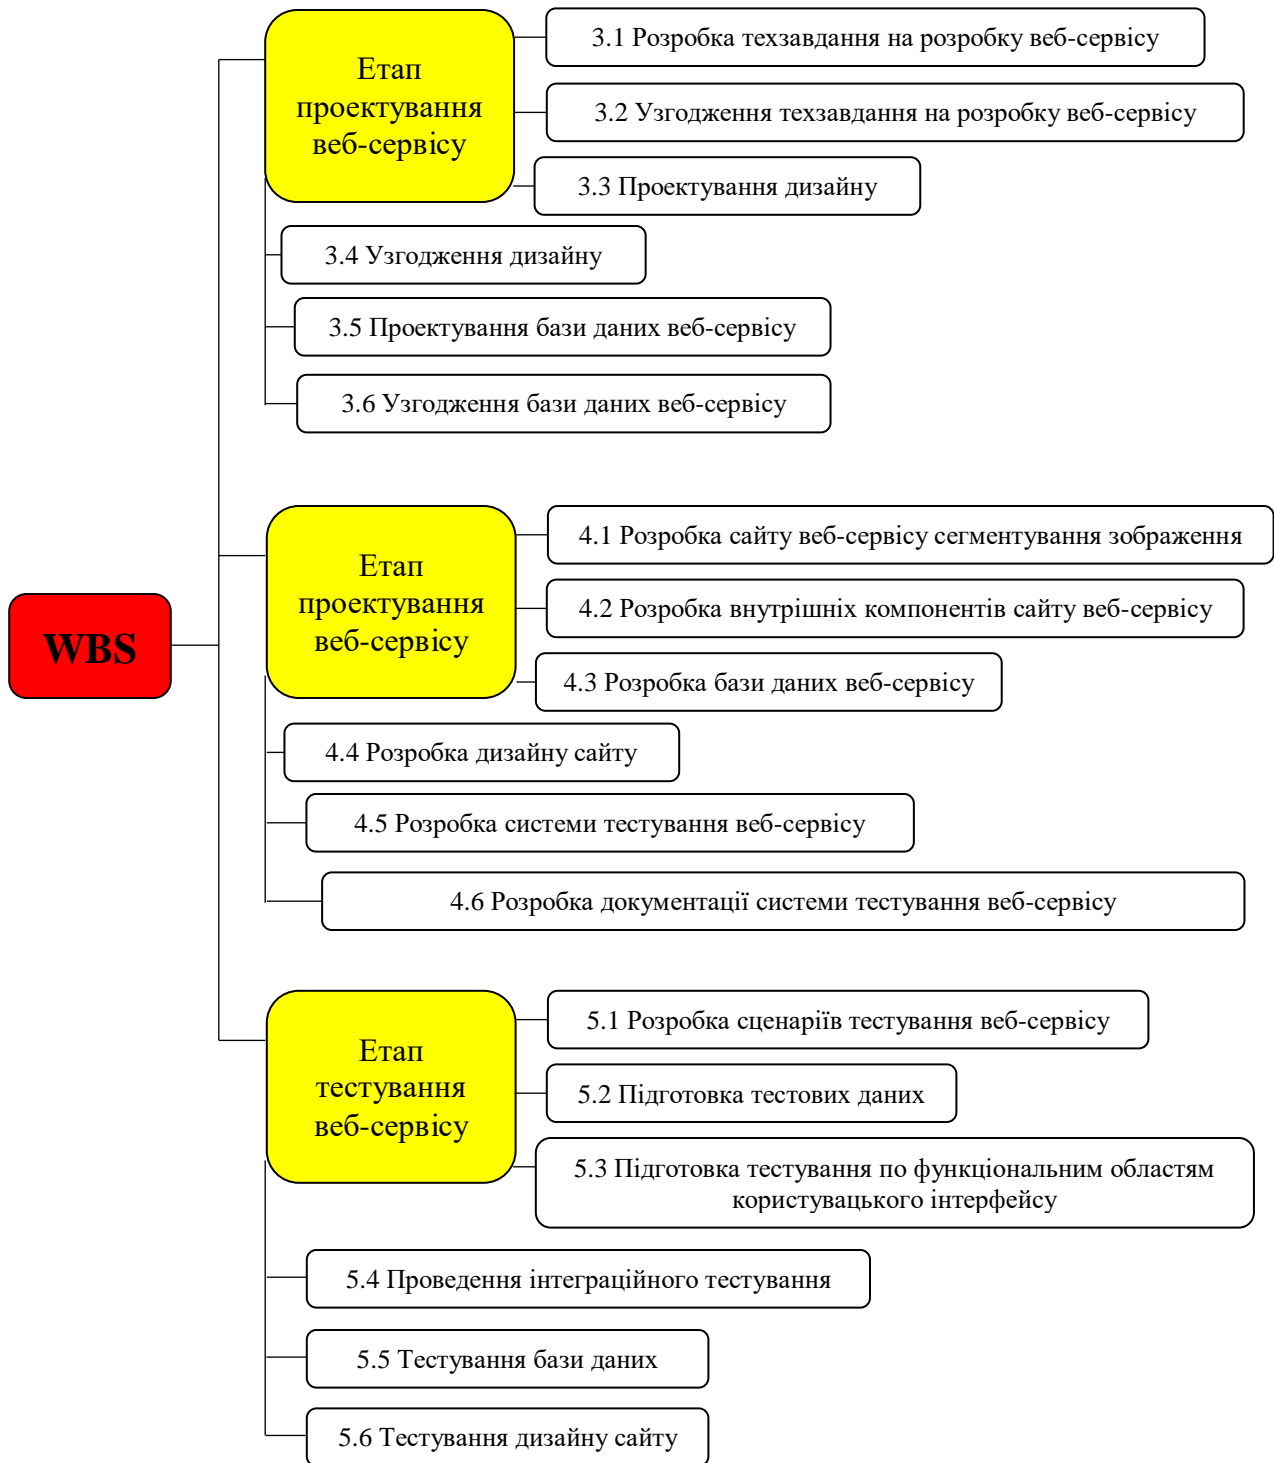 WBS
Етап
проектування
веб-сервісу
3.1 Розробка техзавдання на розробку веб-сервісу
3.2 Узгодження техзавдання на розробку веб-сервісу
3.3 Проектування дизайну
3.4 Узгодження дизайну
3.5 Проектування бази даних веб-сервісу
3.6 Узгодження бази даних веб-сервісу
Етап
проектування
веб-сервісу
4.1 Розробка сайту веб-сервісу сегментування зображення
4.2 Розробка внутрішніх компонентів сайту веб-сервісу
4.3 Розробка бази даних веб-сервісу
4.4 Розробка дизайну сайту
4.5 Розробка системи тестування веб-сервісу
4.6 Розробка документації системи тестування веб-сервісу
Етап
тестування
веб-сервісу
5.1 Розробка сценаріїв тестування веб-сервісу
5.2 Підготовка тестових даних
5.3 Підготовка тестування по функціональним областям
користувацького інтерфейсу
5.4 Проведення інтеграційного тестування
5.5 Тестування бази даних
5.6 Тестування дизайну сайту